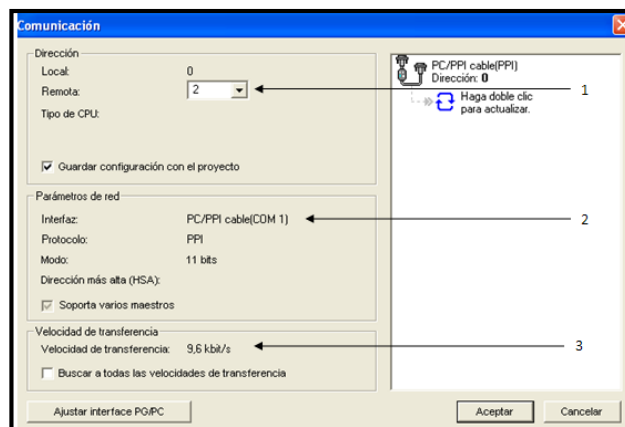 Comunicación
Dirección
Local: 0
Remota: 2
Tipo de CPU:
Guardar configuración con el proyecto
Parámetros de red
Interfaz: PC/PPI cable(COM 1)
Protocolo: PPI
Modo: 11 bits
Dirección más alta (HSA):
Soporta varios maestros
Velocidad de transferencia
Velocidad de transferencia: 9,6 kbit/s
Buscar a todas las velocidades de transferencia
Ajustar interface PG/PC
PC/PPI cable(PPI)
Dirección: 0
Haga doble clic
para actualizar.
Aceptar
Cancelar
1
2
3